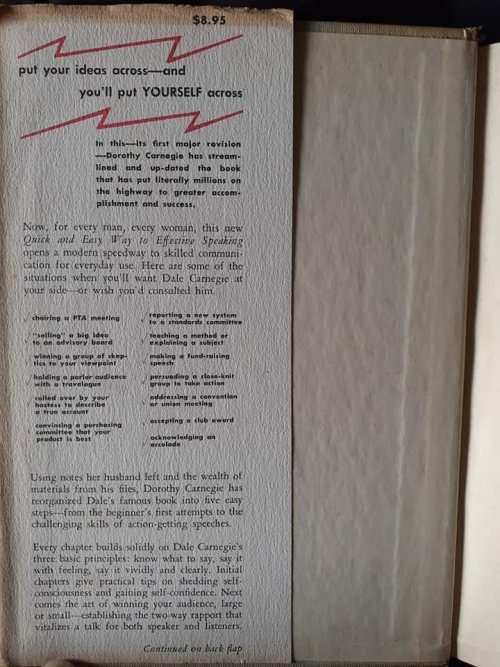 $8.95
put your ideas across—and
you'll put YOURSELF across
In this—its first major revision
—Dorothy Carnegie has stream-
lined and up-dated the book
that has put literally millions on
the highway to greater accom-
plishment and success.
Now, for every man, every woman, this new
Quick and Easy Way to Effective Speaking
opens a modern speedway to skilled communi-
cation for everyday use. Here are some of the
situations when you'll want Dale Carnegie at
your side—or wish you'd consulted him.
chairing a PTA meeting
"selling" a big idea
to an advisory board
winning a group of skep-
tics to your viewpoint
holding a parlor audience
with a travelogue
called over by your
hostess to describe
a true account
convincing a purchasing
committee that your
product is best
reporting a new system
to a standards committee
teaching a method or
explaining a subject
making a fund-raising
speech
persuading a close-knit
group to take action
addressing a convention
or union meeting
accepting a club award
acknowledging an
accolade
Using notes her husband left and the wealth of
materials from his files, Dorothy Carnegie has
reorganized Dale's famous book into five easy
steps—from the beginner's first attempts to the
challenging skills of action-getting speeches.
Every chapter builds solidly on Dale Carnegie's
three basic principles: know what to say, say it
with feeling, say it vividly and clearly. Initial
chapters give practical tips on shedding self-
consciousness and gaining self-confidence. Next
comes the art of winning your audience, large
or small—establishing the two-way rapport that
vitalizes a talk for both speaker and listeners.
Continued on back flap